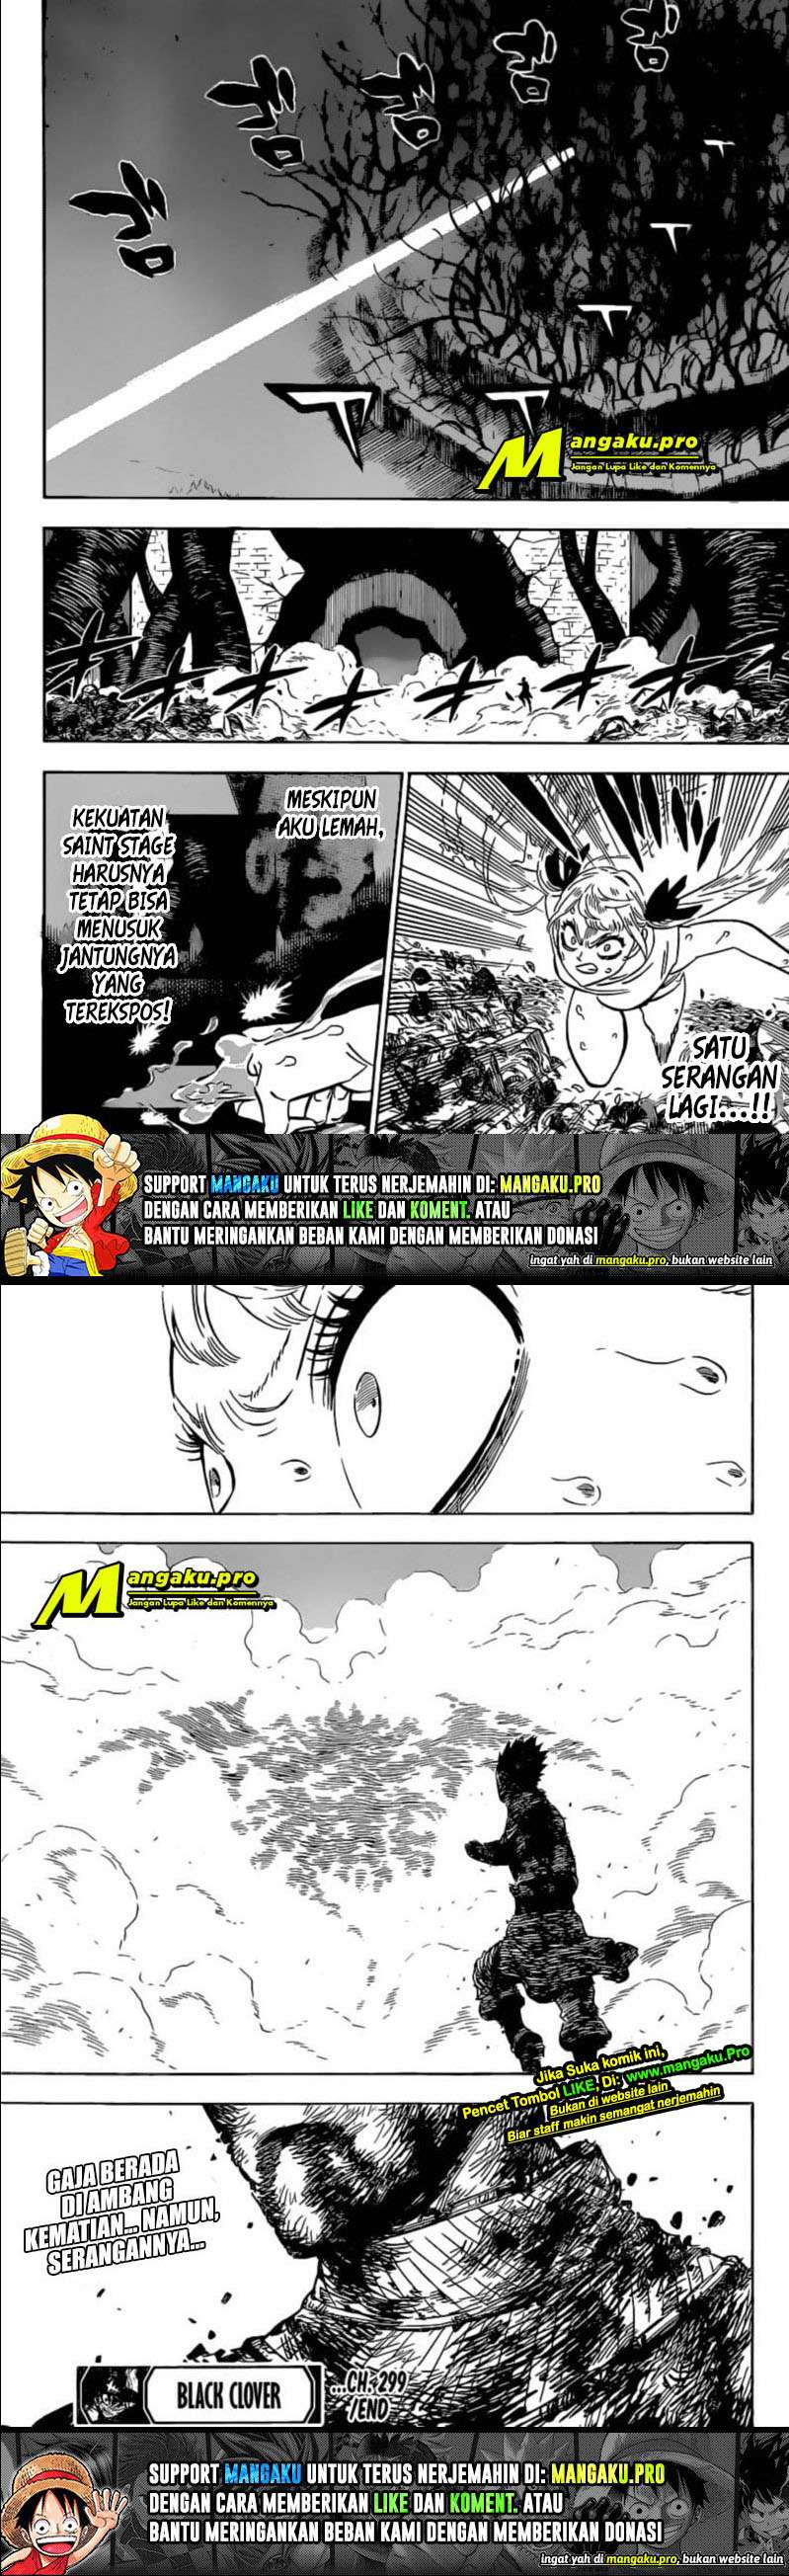 Mangaku.pro
Jangan Lupa Like dan Komennya
MESKIPUN
AKU LEMAH,
KEKUATAN
SAINT STAGE
HARUSNYA
TETAP BISA
MENUSUK
JANTUNGNYA
YANG
TEREKSPOS!
SATU
SERANGAN
LAGI...!!
SUPPORT MANGAKU UNTUK TERUS NERJEMAHIN DI: MANGAKU.PRO
DENGAN CARA MEMBERIKAN LIKE DAN KOMENT. ATAU
BANTU MERINGANKAN BEBAN KAMI DENGAN MEMBERIKAN DONASI
ingat yah di mangaku.pro, bukan website lain
Mangaku.pro
Jangan Lupa Like dan Komennya
Jika Suka komik ini,
Pencet Tombol LIKE, Di: www.mangaku.Pro
Bukan di website lain
Biar staff makin semangat nerjemahin
GAJA BERADA
DI AMBANG
KEMATIAN... NAMUN,
SERANGANNYA...
BLACK CLOVER
...CH. 299
/END
SUPPORT MANGAKU UNTUK TERUS NERJEMAHIN DI: MANGAKU.PRO
DENGAN CARA MEMBERIKAN LIKE DAN KOMENT. ATAU
BANTU MERINGANKAN BEBAN KAMI DENGAN MEMBERIKAN DONASI
ingat yah di mangaku.pro, bukan website lain